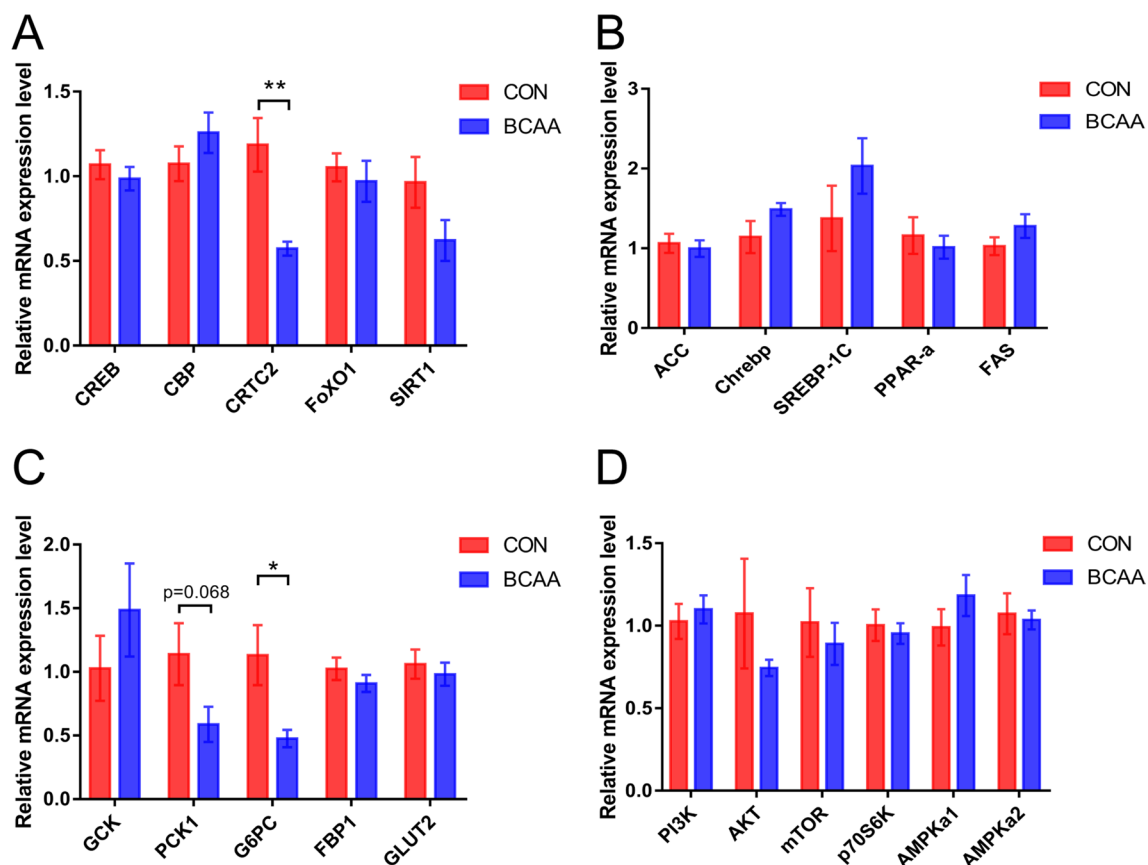 A
Relative mRNA expression level
1.5
1.0
0.5
0.0
**
CON
BCAA
CREB
CBP
CRTC2
FoXO1
SIRT1
B
Relative mRNA expression level
3
2
1
0
CON
BCAA
ACC
Chrebp
SREBP-1C
PPAR-a
FAS
C
Relative mRNA expression level
2.0
1.5
1.0
0.5
0.0
p=0.068
*
CON
BCAA
GCK
PCK1
G6PC
FBP1
GLUT2
D
Relative mRNA expression level
1.5
1.0
0.5
0.0
CON
BCAA
PI3K
AKT
mTOR
p70S6K
AMPKa1
AMPKa2